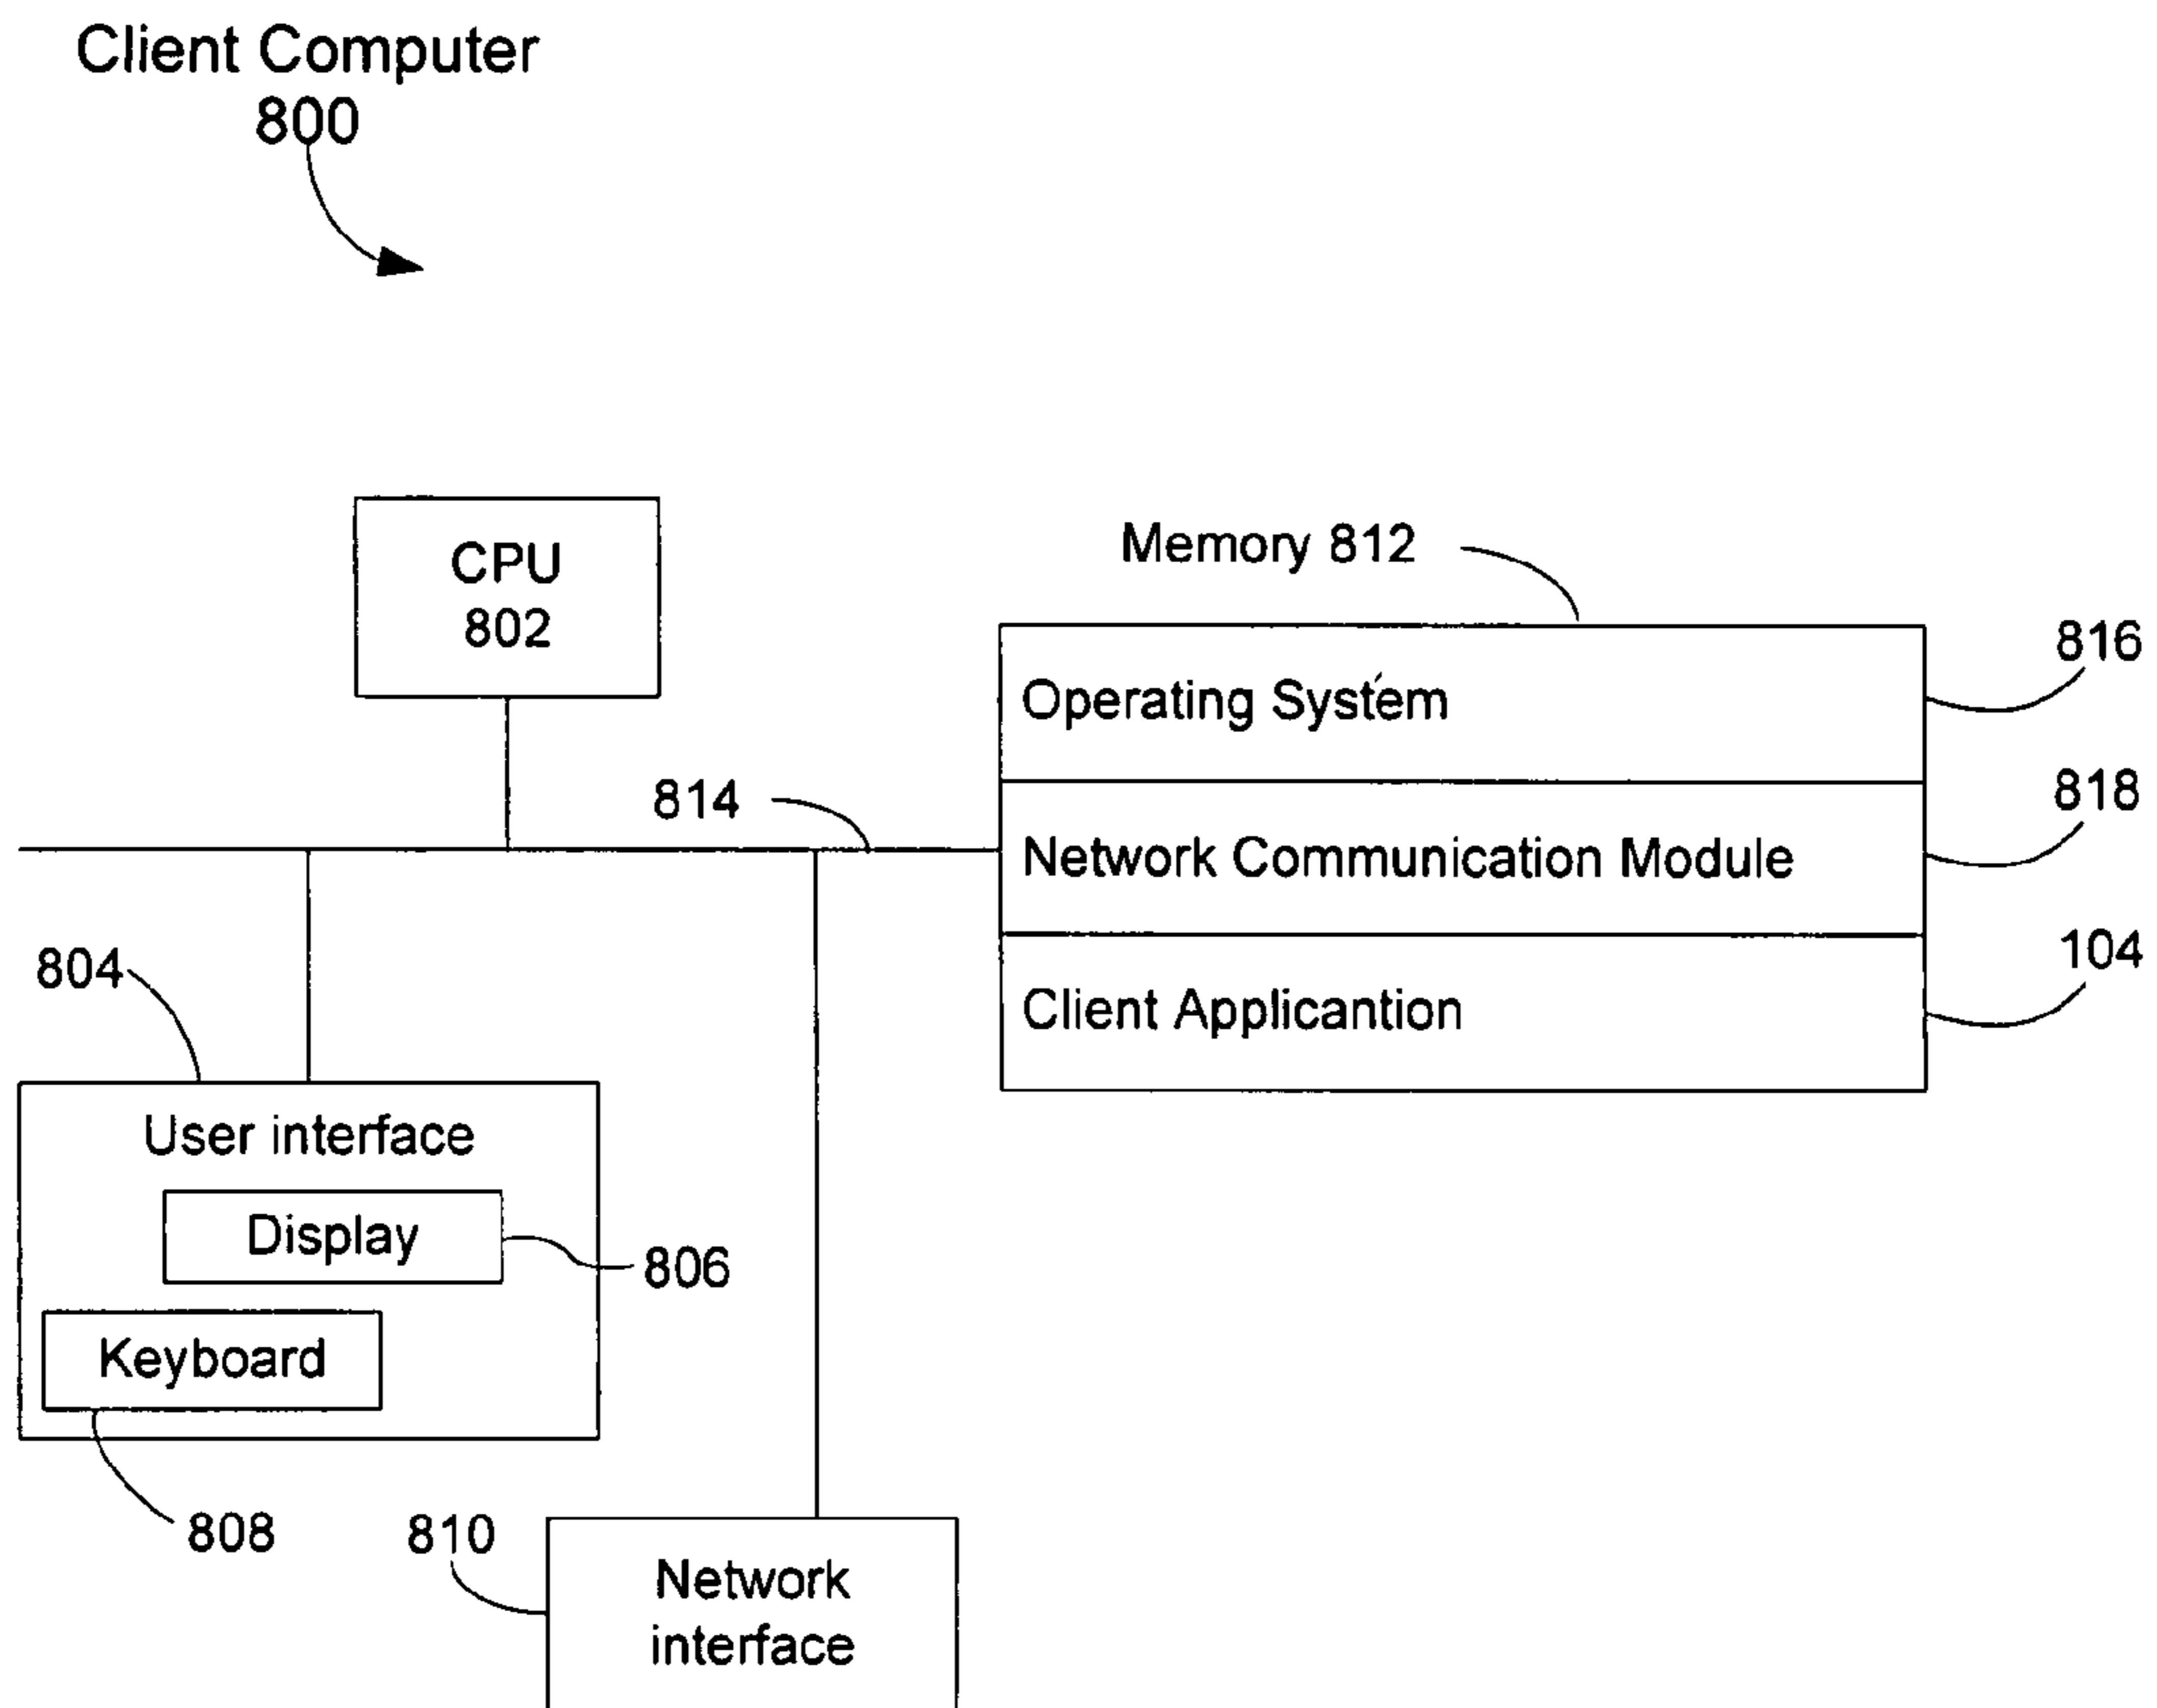 Client Computer
800
CPU
802
Memory 812
816
Operating System
814
818
Network Communication Module
804
104
Client Applicantion
User interface
Display
806
Keyboard
808
810
Network
interface